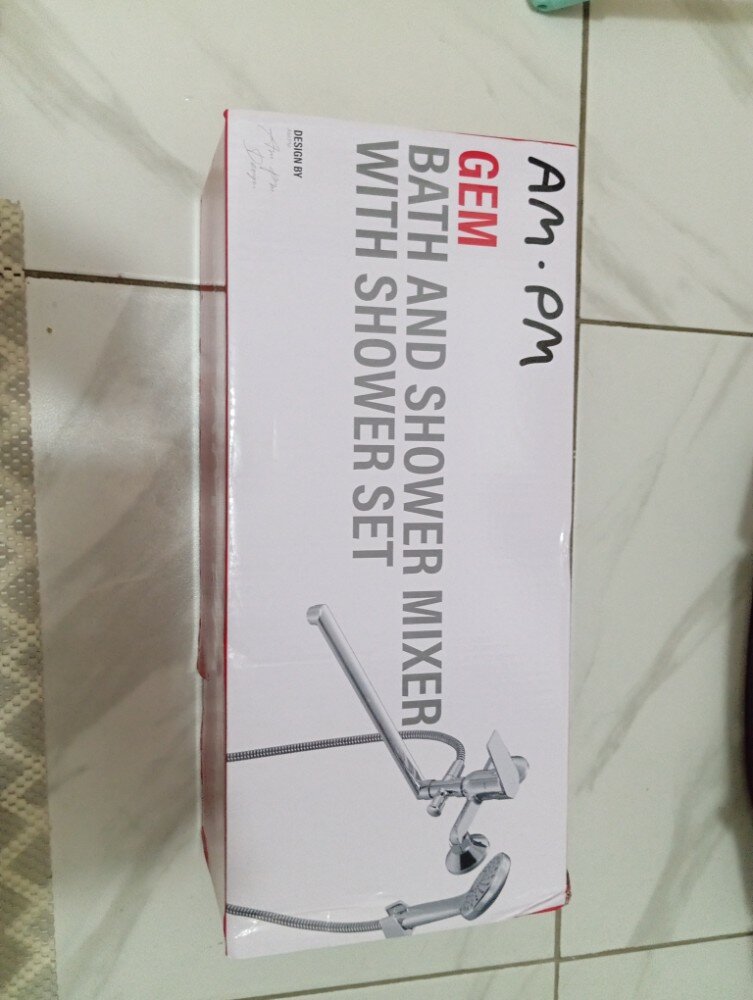 AM.PM
GEM
BATH AND SHOWER MIXER
WITH SHOWER SET
DESIGN BY